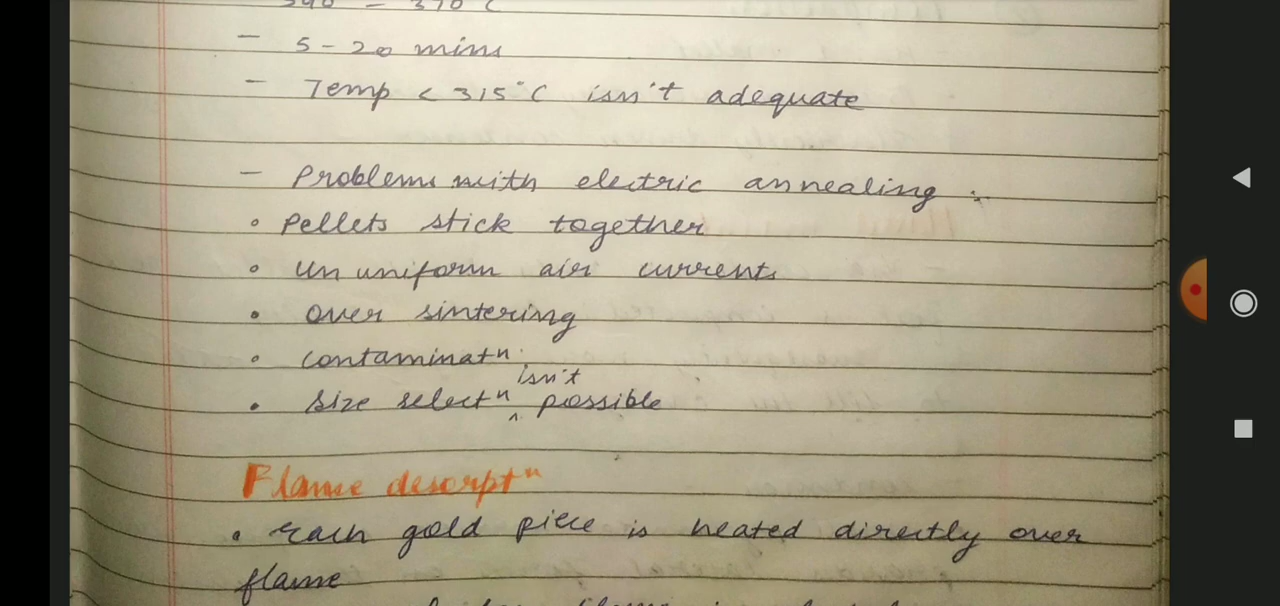 - 5-20 mins
- Temp < 315°C isn't adequate
- Problems with electric annealing :-
• Pellets stick together
• Un uniform air currents
• over sintering
• contaminatⁿ.
• Size selectⁿ isn't possible
Flame desorptⁿ
• Each gold piece is heated directly over
flame